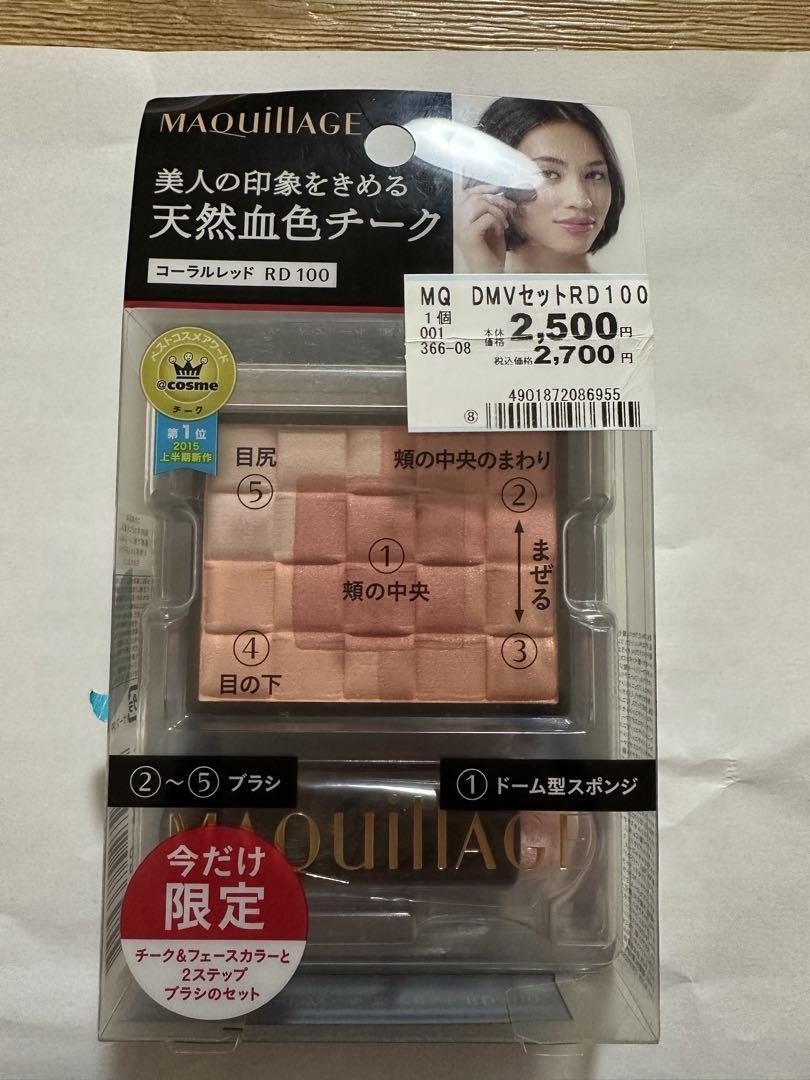 MAQuillAGE
美人の印象をきめる
天然血色チーク
コーラルレッド RD100
MQ DMVセットRD100
1個
001
366-08
本体価格 2,500円
税込価格 2,700円
4901872086955
⑧
ベストコスメアワード
@cosme
チーク
第1位
2015
上半期新作
目尻
⑤
頬の中央のまわり
②
①
頬の中央
まぜる
④
目の下
③
②～⑤ ブラシ
① ドーム型スポンジ
MAQuillAGE
今だけ
限定
チーク&フェースカラーと
2ステップ
ブラシのセット
RD 100